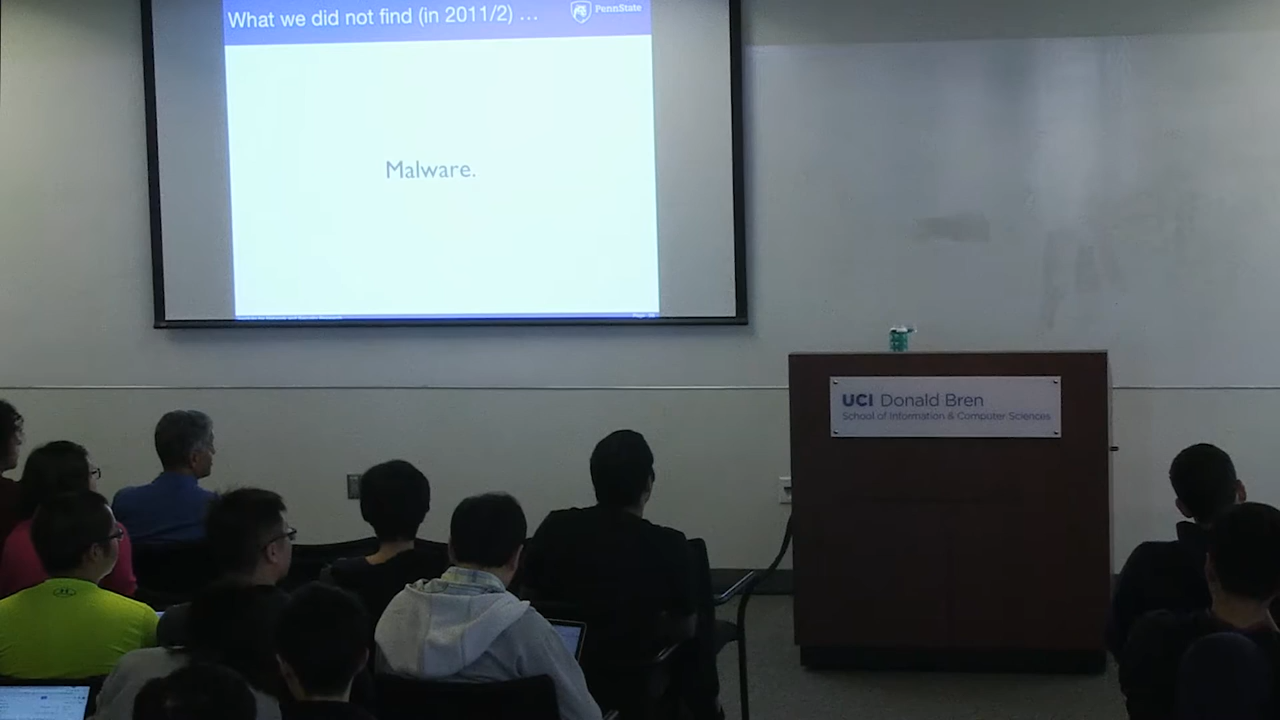 What we did not find (in 2011/2) ...
PennState
Malware.
UCI Donald Bren
School of Information & Computer Sciences